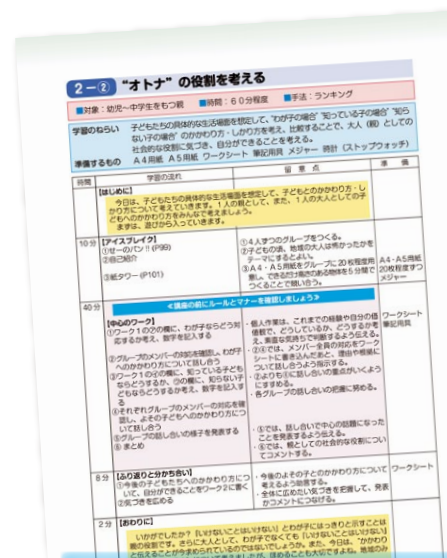 2－② “オトナ”の役割を考える
■対象：幼児～中学生をもつ親 ■時間：60分程度 ■手法：ランキング
学習のねらい 子どもたちの具体的な生活場面を想定して、“わが子の場合”“知っている子の場合”“知ら
ない子の場合”のかかわり方・しかり方を考え、比較することで、大人（親）としての
社会的な役割に気づき、自分ができることを考える。
準備するもの A4用紙 A5用紙 ワークシート 筆記用具 メジャー 時計（ストップウォッチ）
時間 学習の流れ 留意点 準備
【はじめに】
今日は、子どもたちの具体的な生活場面を想定して、子どもとのかかわり方・し
かり方について考えていきます。1人の親として、また、1人の大人としての子
どもへのかかわり方をみんなで考えましょう。
まずは、遊びから入っていきます。
10分 【アイスブレイク】
①せーのパン!! (P99)
②自己紹介
③紙タワー (P101)
①4人ずつのグループをつくる。
②子どもの頃、地域の大人は怖かったかを
テーマにするとよい。
③A4・A5用紙をグループに20枚程度用
意し、できるだけ高さのある物体を5分間で
つくることで競い合う。
A4・A5用紙
20枚程度ずつ
メジャー
40分 ≪講座の前にルールとマナーを確認しましょう≫
【中心のワーク】
①ワーク1の②の欄に、わが子ならどう対
応するか考え、数字を記入する
②グループのメンバーの対応を確認し、わが子
へのかかわり方について話し合う
③ワーク1の④の欄に、知っている子ども
ならどうするか、⑤の欄に、知らない子
どもならどうするか考え、数字を記入す
る
④それぞれグループのメンバーの対応を確
認し、よその子どもへのかかわり方につ
いて話し合う
⑤グループの話し合いの様子を発表する
⑥まとめ
・個人作業は、これまでの経験や自分の価
値観で、どうしているか、どうするか考
え、素直な気持ちで判断するよう伝える。
・②④では、メンバー全員の対応をワーク
シートに書き込んだあと、理由や根拠に
ついて話し合うよう指示する。
・②よりも④に話し合いの重点がいくよう
にすすめる。
・各グループの話し合いの把握に努める。
・⑤では、話し合いで中心の話題になった
ことを発表するよう伝える。
・⑥では、親としての社会的な役割につい
てコメントする。
ワークシート
筆記用具
8分 【ふり返りと分かち合い】
①今後の子どもたちへのかかわり方につ
いて、自分ができることをワーク2に書く
②気づきを広める
・今後のよその子とのかかわり方について
考えるよう助言する。
・全体に広めたい気づきを把握して、発表
かコメントにつなげる。
ワークシート
2分 【おわりに】
いかがでしたか？「いけないことはいけない」とわが子にはっきりと示すことは
親の役割です。さらに大人として、わが子でなくても「いけないことはいけない」
と伝えることが今求められているのではないでしょうか。また、今日は、“かかわり